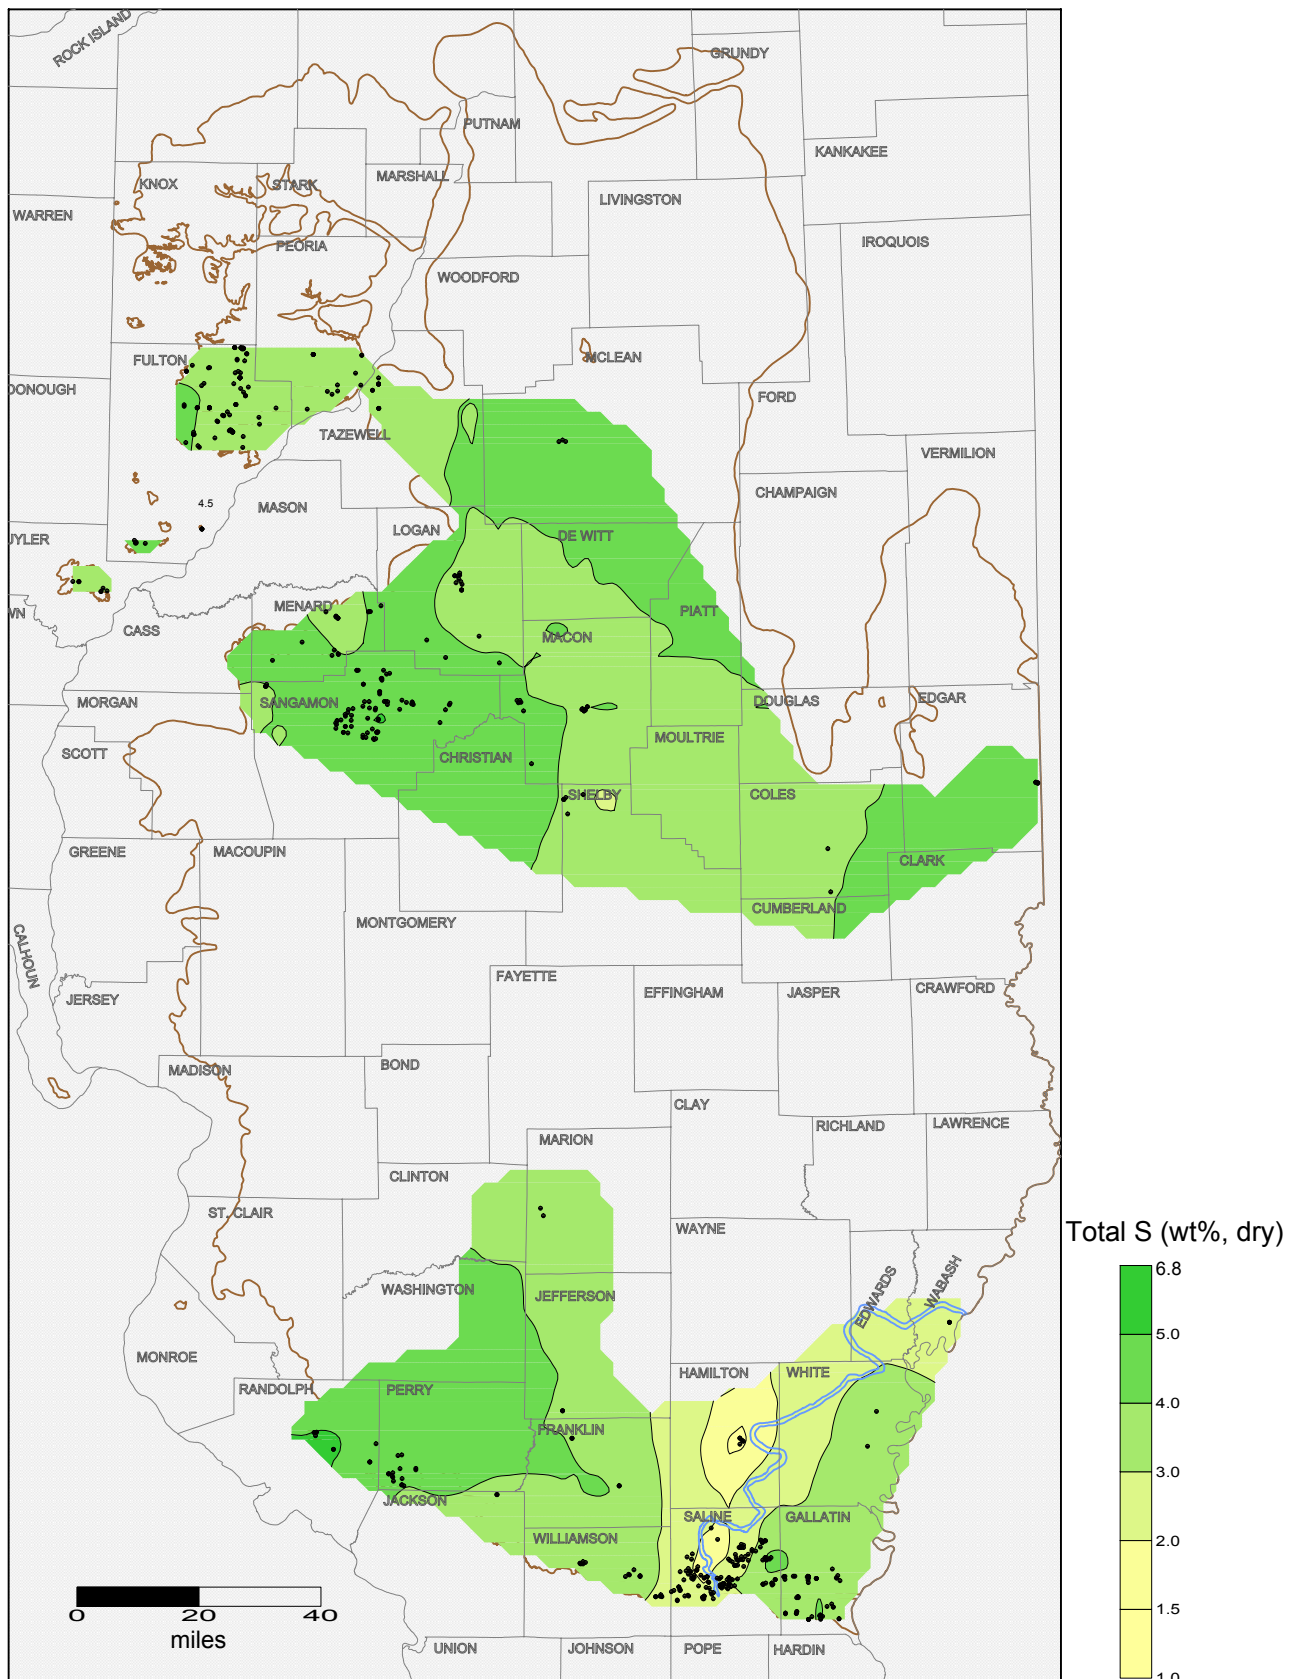 ROCK ISLAND
GRUNDY
PUTNAM
KANKAKEE
MARSHALL
KNOX
STARK
LIVINGSTON
WARREN
IROQUOIS
PEORIA
WOODFORD
FULTON
MCLEAN
DONOUGH
FORD
TAZEWELL
VERMILION
CHAMPAIGN
4.5
MASON
LOGAN
DE WITT
UYLER
MENARD
PIATT
WN
CASS
MACON
MORGAN
SANGAMON
DOUGLAS
EDGAR
SCOTT
CHRISTIAN
MOULTRIE
SHELBY
COLES
GREENE
MACOUPIN
CLARK
CUMBERLAND
MONTGOMERY
CALHOUN
FAYETTE
EFFINGHAM
JASPER
CRAWFORD
JERSEY
MADISON
BOND
CLAY
RICHLAND
LAWRENCE
MARION
CLINTON
ST. CLAIR
WAYNE
Total S (wt%, dry)
6.8
WASHINGTON
JEFFERSON
EDWARDS
WABASH
5.0
MONROE
HAMILTON
WHITE
RANDOLPH
PERRY
4.0
FRANKLIN
3.0
JACKSON
SALINE
GALLATIN
WILLIAMSON
2.0
0 20 40
miles
1.5
UNION
JOHNSON
POPE
HARDIN
1.0